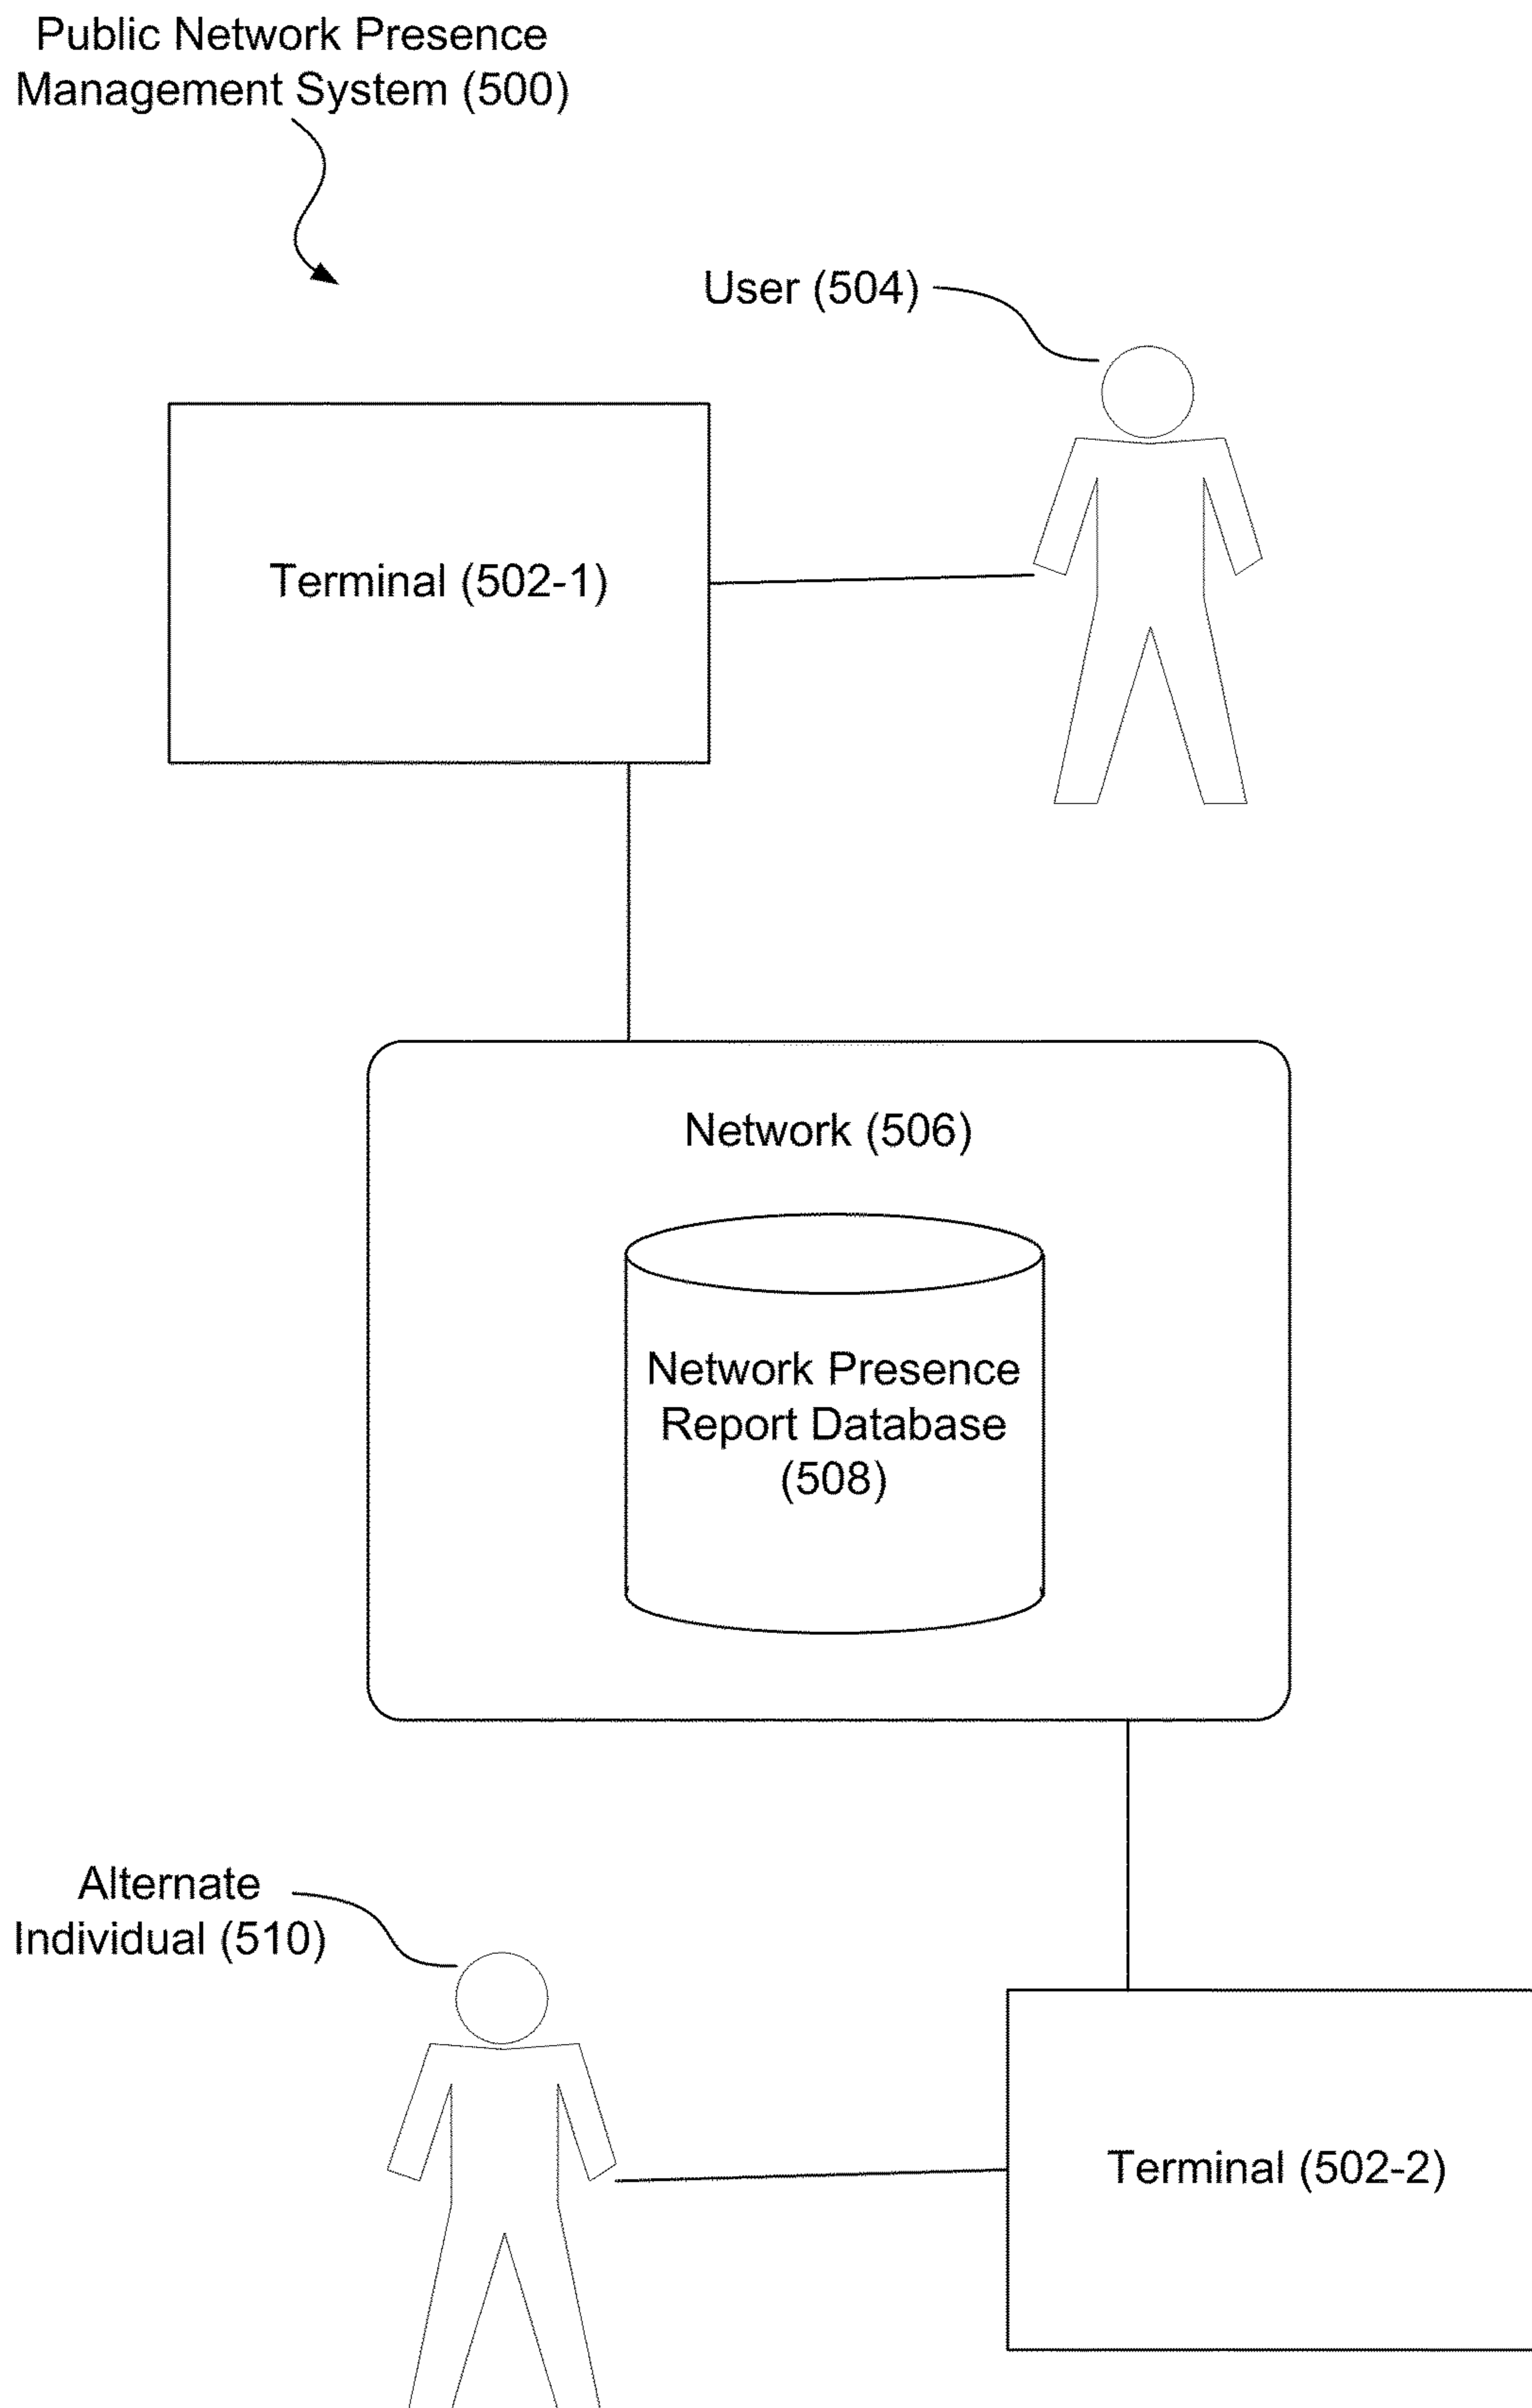 Public Network Presence
Management System (500)
User (504)
Terminal (502-1)
Network (506)
Network Presence
Report Database
(508)
Alternate
Individual (510)
Terminal (502-2)